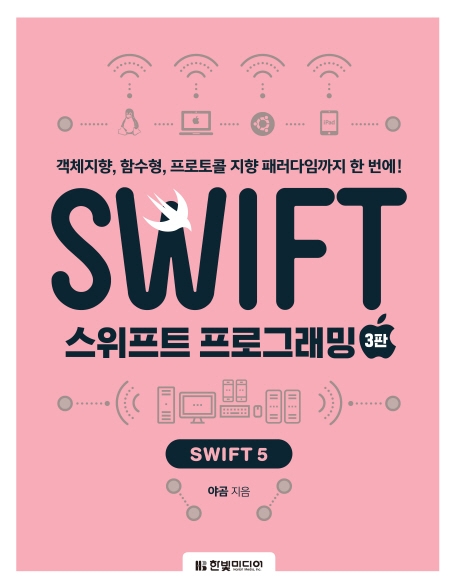 iPad
객체지향, 함수형, 프로토콜 지향 패러다임까지 한 번에!
SWIFT
스위프트 프로그래밍 3판
SWIFT 5
야곰 지음
한빛미디어